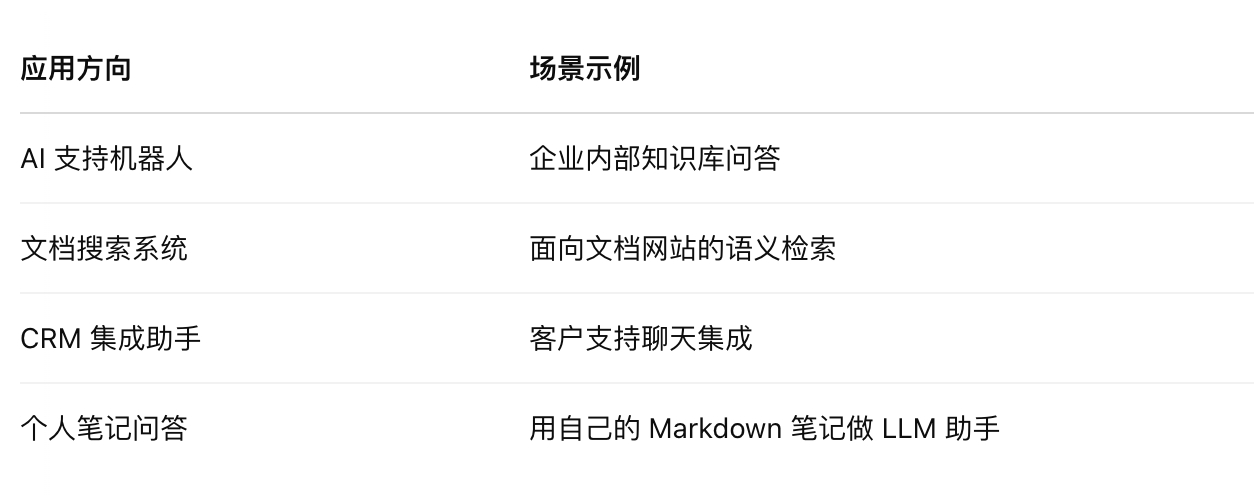 应用方向 场景示例
AI 支持机器人 企业内部知识库问答
文档搜索系统 面向文档网站的语义检索
CRM 集成助手 客户支持聊天集成
个人笔记问答 用自己的 Markdown 笔记做 LLM 助手